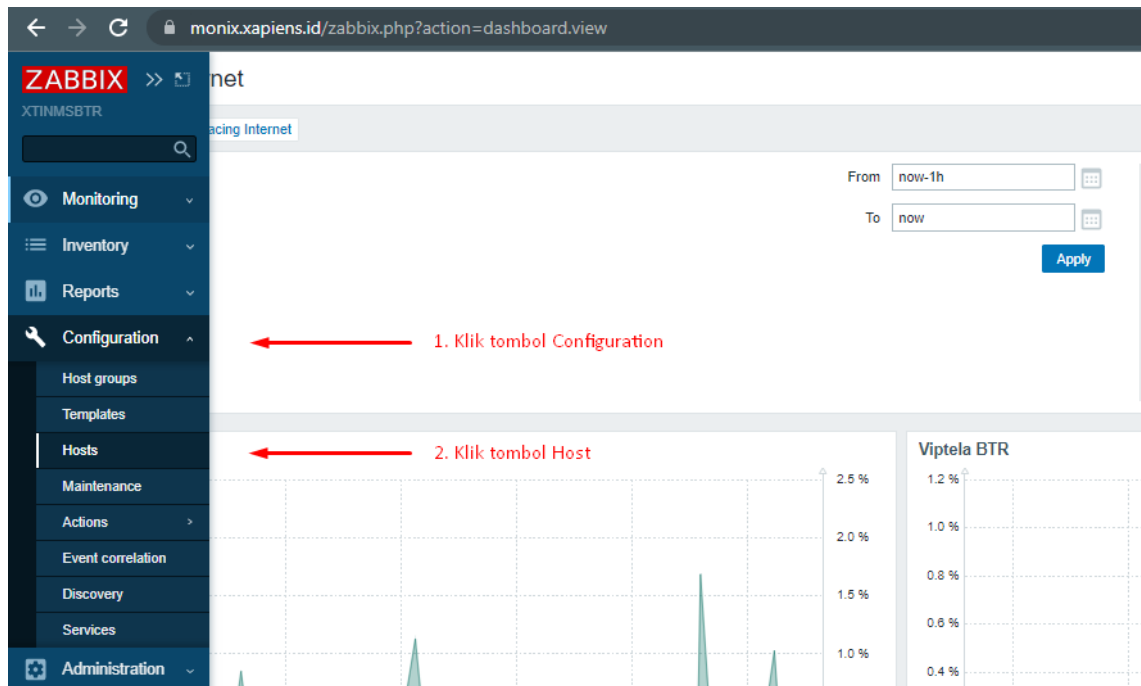 monix.xapiens.id/zabbix.php?action=dashboard.view
ZABBIX
rnet
XTINMSBTR
acing Internet
Monitoring
Inventory
Reports
Configuration
Host groups
Templates
Hosts
Maintenance
Actions
Event correlation
Discovery
Services
Administration
From now-1h
To now
Apply
1. Klik tombol Configuration
2. Klik tombol Host
2.5 %
2.0 %
1.5 %
1.0 %
Viptela BTR
1.2 %
1.0 %
0.8 %
0.6 %
0.4 %